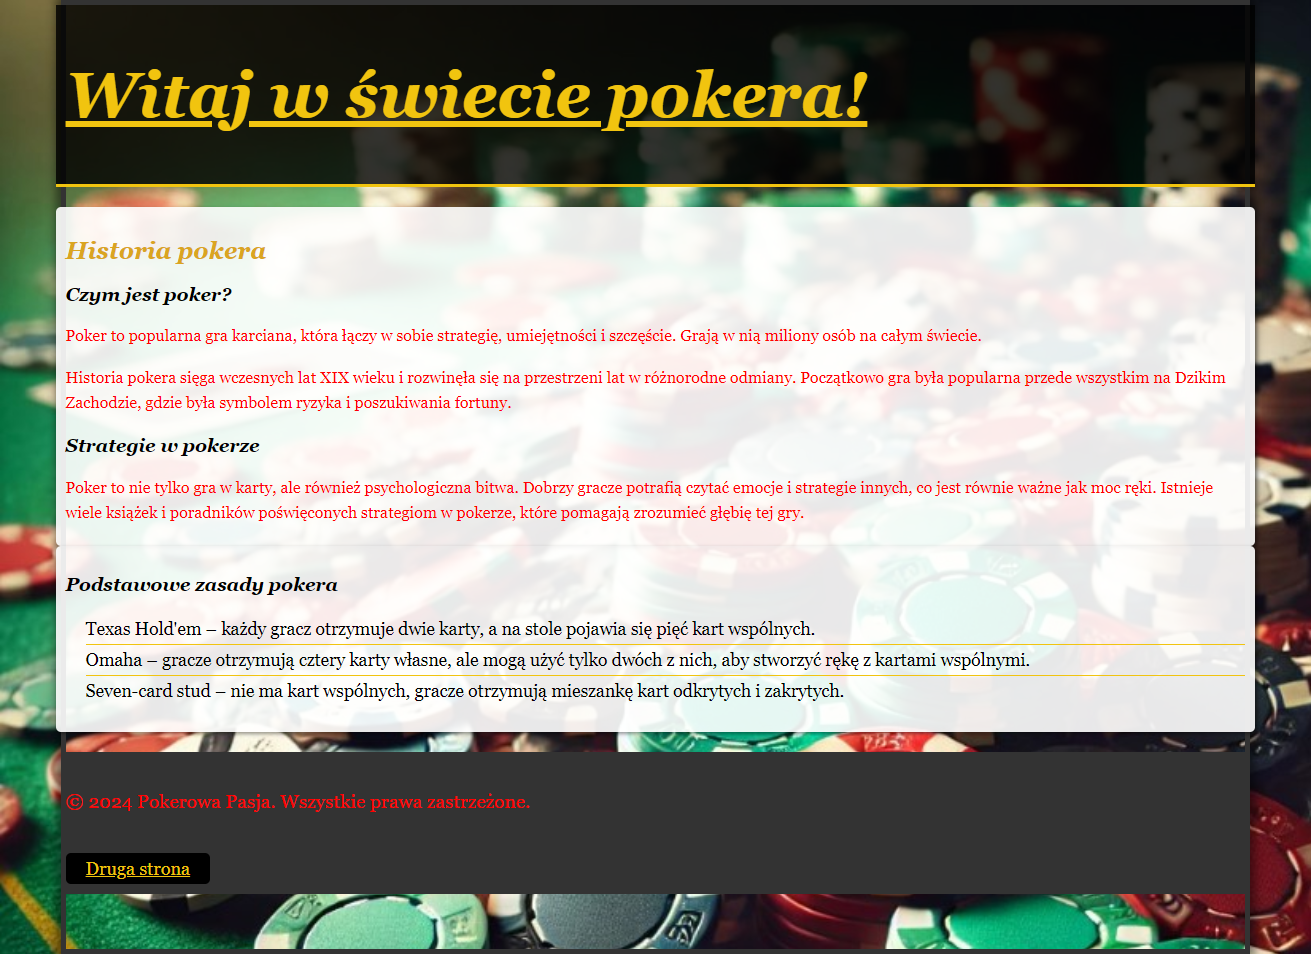 Witaj w świecie pokera!
Historia pokera
Czym jest poker?
Poker to popularna gra karciana, która łączy w sobie strategię, umiejętności i szczęście. Grają w nią miliony osób na całym świecie.
Historia pokera sięga wczesnych lat XIX wieku i rozwinęła się na przestrzeni lat w różnorodne odmiany. Początkowo gra była popularna przede wszystkim na Dzikim
Zachodzie, gdzie była symbolem ryzyka i poszukiwania fortuny.
Strategie w pokerze
Poker to nie tylko gra w karty, ale również psychologiczna bitwa. Dobrzy gracze potrafią czytać emocje i strategie innych, co jest równie ważne jak moc ręki. Istnieje
wiele książek i poradników poświęconych strategiom w pokerze, które pomagają zrozumieć głębię tej gry.
Podstawowe zasady pokera
Texas Hold'em – każdy gracz otrzymuje dwie karty, a na stole pojawia się pięć kart wspólnych.
Omaha – gracze otrzymują cztery karty własne, ale mogą użyć tylko dwóch z nich, aby stworzyć rękę z kartami wspólnymi.
Seven-card stud – nie ma kart wspólnych, gracze otrzymują mieszankę kart odkrytych i zakrytych.
© 2024 Pokerowa Pasja. Wszystkie prawa zastrzeżone.
Druga strona